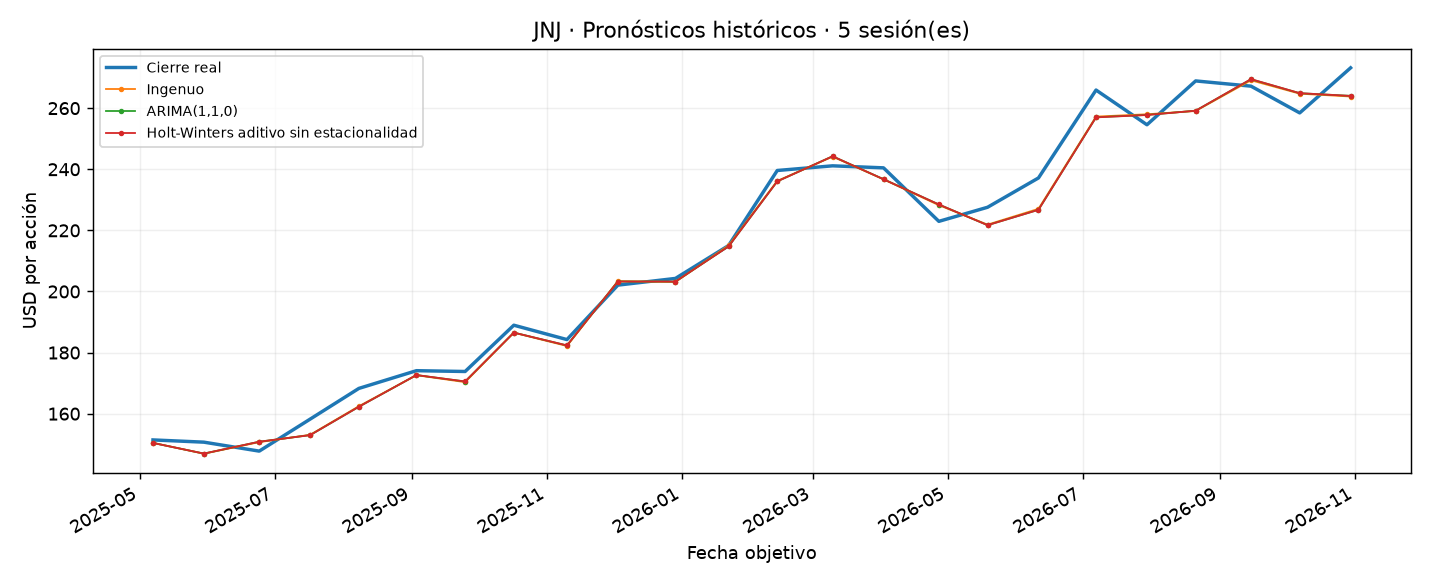 JNJ · Pronósticos históricos · 5 sesión(es)
Cierre real
Ingenuo
ARIMA(1,1,0)
Holt-Winters aditivo sin estacionalidad
USD por acción
260
240
220
200
180
160
2025-05
2025-07
2025-09
2025-11
2026-01
2026-03
2026-05
2026-07
2026-09
2026-11
Fecha objetivo